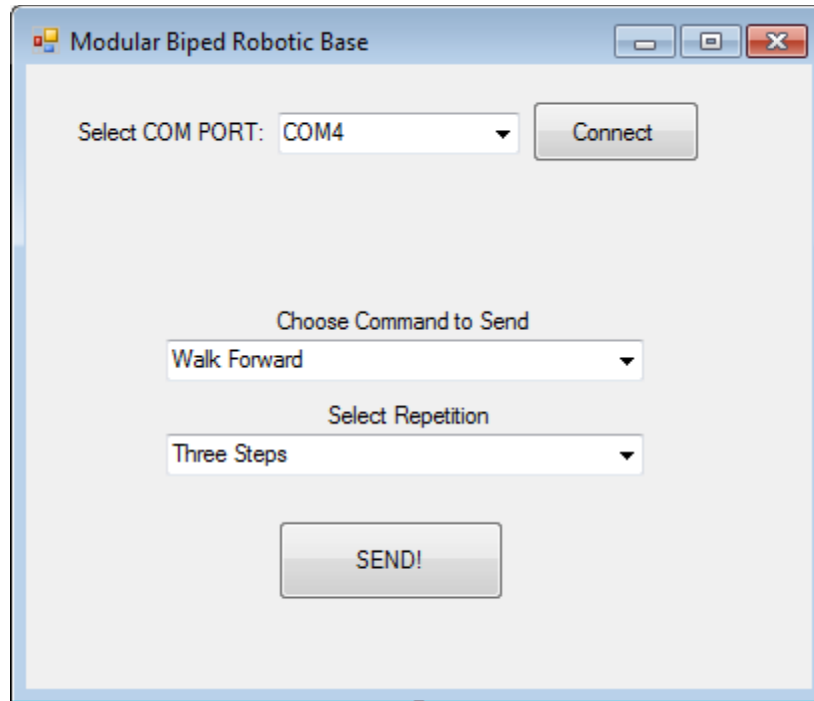 Modular Biped Robotic Base
Select COM PORT: COM4 Connect
Choose Command to Send
Walk Forward
Select Repetition
Three Steps
SEND!